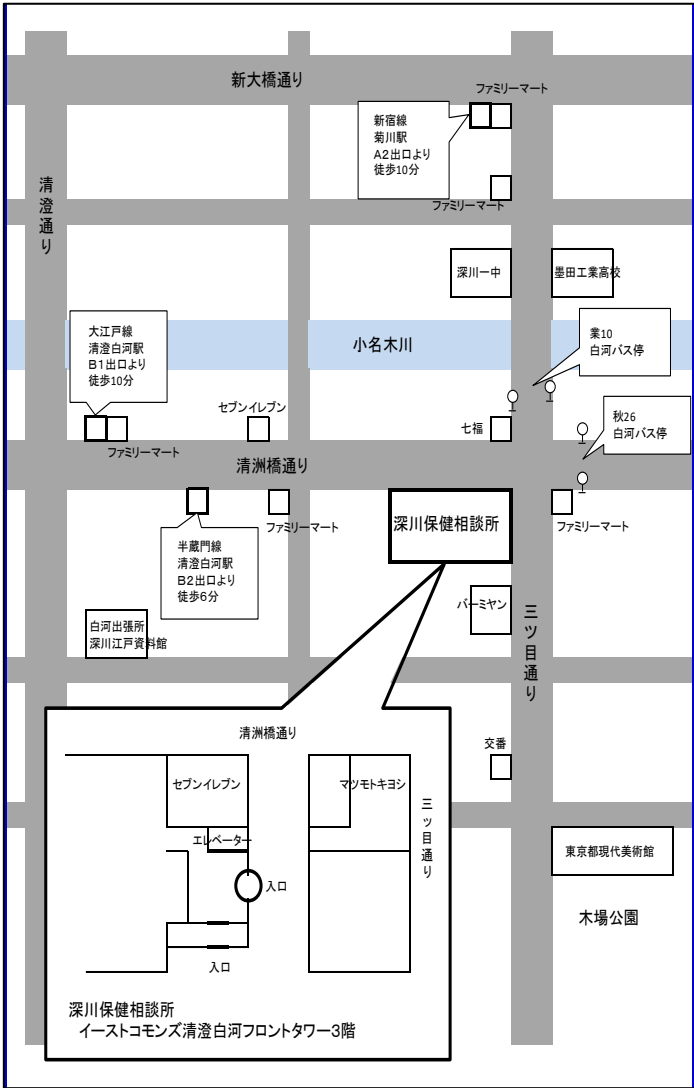 新大橋通り
ファミリーマート
新宿線
菊川駅
A2出口より
徒歩10分
清澄通り
ファミリーマート
深川一中
墨田工業高校
大江戸線
清澄白河駅
B1出口より
徒歩10分
小名木川
業10
白河バス停
セブンイレブン
七福
秋26
白河バス停
ファミリーマート
清洲橋通り
深川保健相談所
ファミリーマート
ファミリーマート
半蔵門線
清澄白河駅
B2出口より
徒歩6分
バーミヤン
白河出張所
深川江戸資料館
三ツ目通り
清洲橋通り
交番
セブンイレブン
マツモトキヨシ
三ッ目通り
エレベーター
東京都現代美術館
入口
木場公園
入口
深川保健相談所
イーストコモンズ清澄白河フロントタワー3階